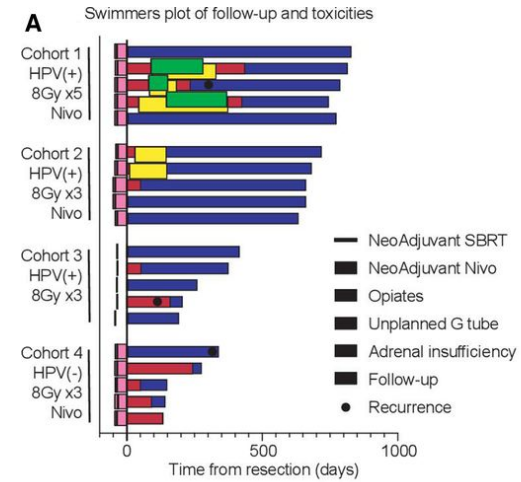 A
Swimmers plot of follow-up and toxicities
Cohort 1
HPV(+)
8Gy x5
Nivo
Cohort 2
HPV(+)
8Gy x3
Nivo
Cohort 3
HPV(+)
8Gy x3
Cohort 4
HPV(-)
8Gy x3
Nivo
NeoAdjuvant SBRT
NeoAdjuvant Nivo
Opiates
Unplanned G tube
Adrenal insufficiency
Follow-up
Recurrence
0
500
1000
Time from resection (days)